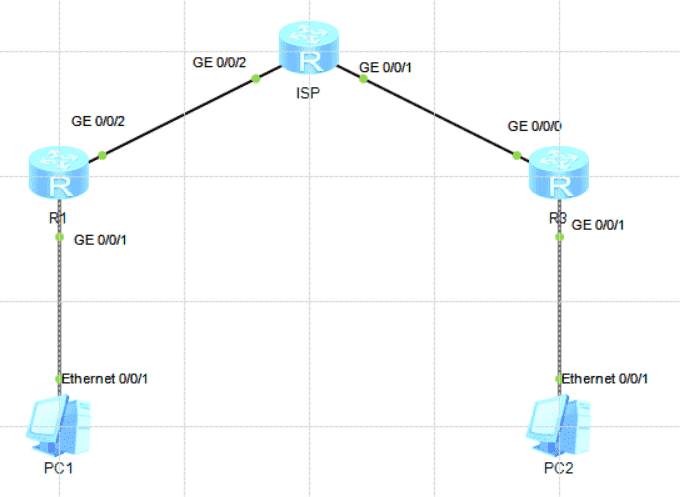 R
GE 0/0/2
GE 0/0/1
ISP
GE 0/0/2
GE 0/0/0
R
R
R1
R3
GE 0/0/1
GE 0/0/1
Ethernet 0/0/1
Ethernet 0/0/1
PC1
PC2